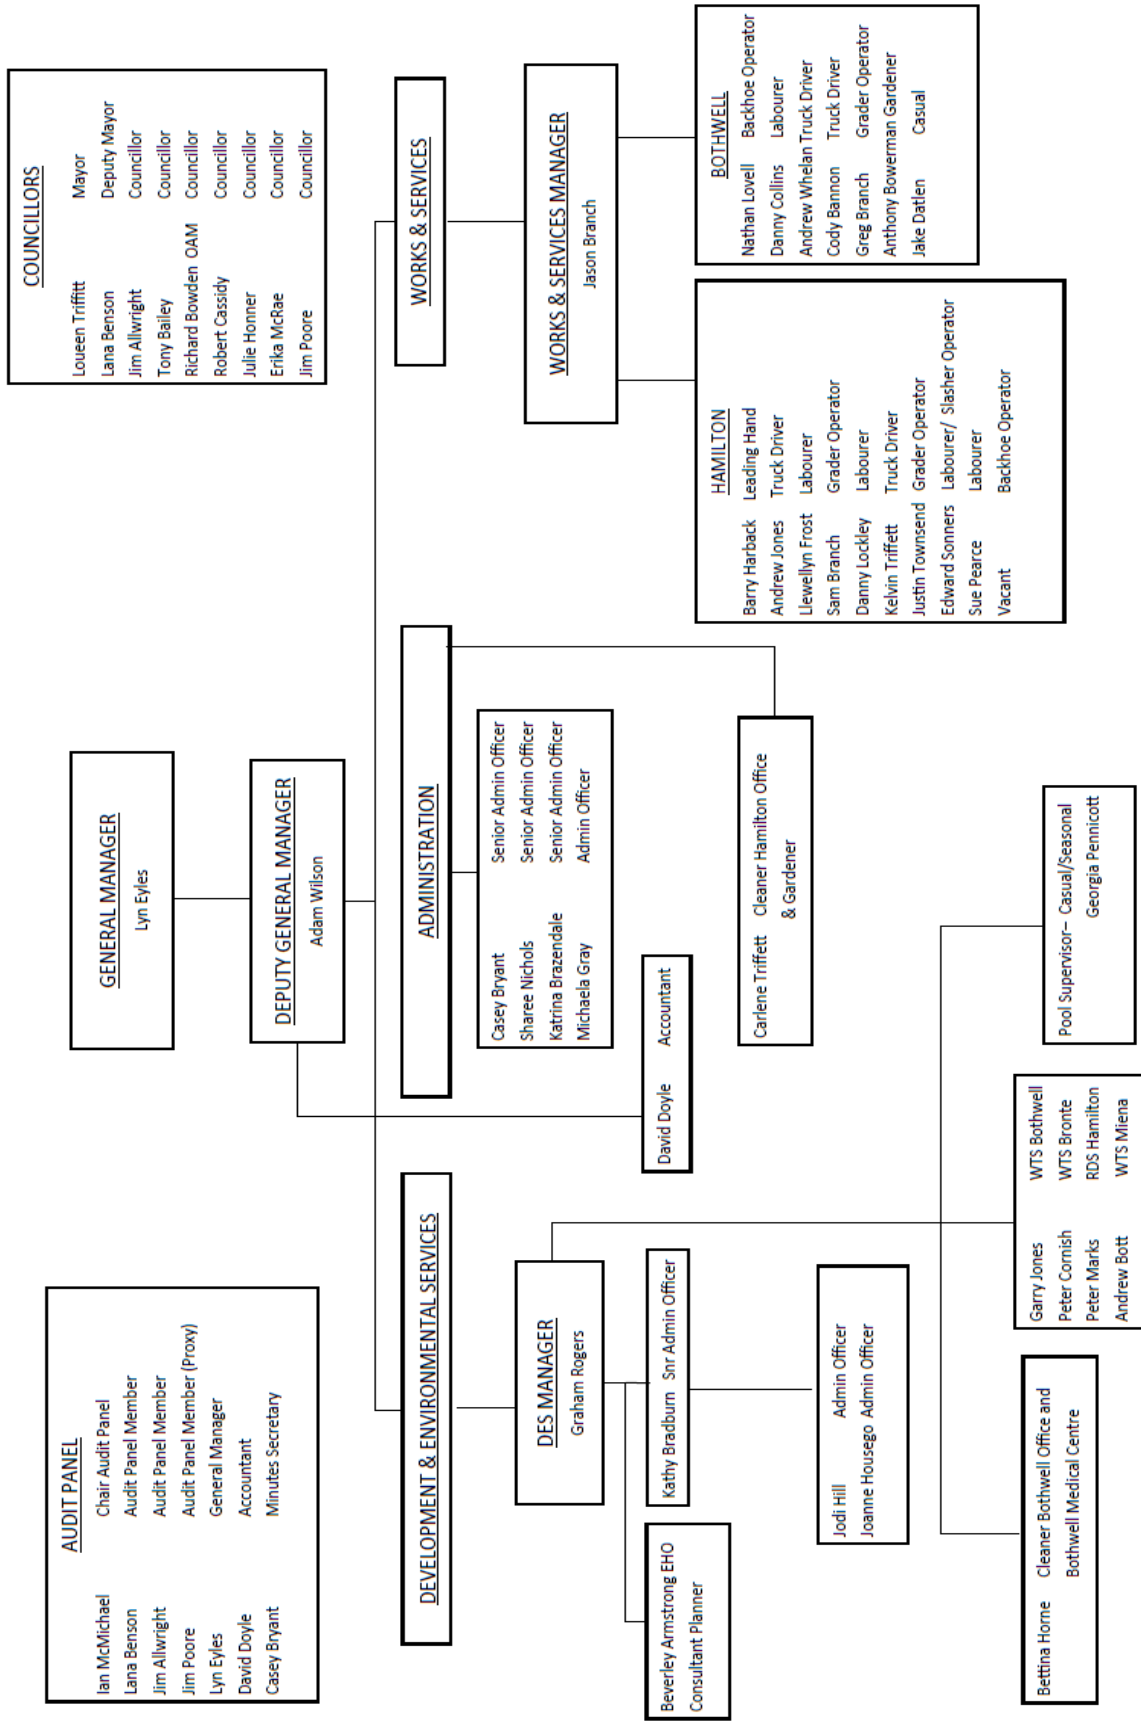 AUDIT PANEL
Ian McMichael Chair Audit Panel
Lana Benson Audit Panel Member
Jim Allwright Audit Panel Member
Jim Poore Audit Panel Member (Proxy)
Lyn Eyles General Manager
David Doyle Accountant
Casey Bryant Minutes Secretary
GENERAL MANAGER
Lyn Eyles
COUNCILLORS
Loueen Triffitt Mayor
Lana Benson Deputy Mayor
Jim Allwright Councillor
Tony Bailey Councillor
Richard Bowden OAM Councillor
Robert Cassidy Councillor
Julie Honner Councillor
Erika McRae Councillor
Jim Poore Councillor
DEPUTY GENERAL MANAGER
Adam Wilson
DEVELOPMENT & ENVIRONMENTAL SERVICES
ADMINISTRATION
WORKS & SERVICES
DES MANAGER
Graham Rogers
Casey Bryant Senior Admin Officer
Sharee Nichols Senior Admin Officer
Katrina Brazendale Senior Admin Officer
Michaela Gray Admin Officer
WORKS & SERVICES MANAGER
Jason Branch
Beverley Armstrong EHO
Consultant Planner
Kathy Bradburn Snr Admin Officer
David Doyle Accountant
Jodi Hill Admin Officer
Joanne Housego Admin Officer
Carlene Triffett Cleaner Hamilton Office
& Gardener
HAMILTON
Barry Harback Leading Hand
Andrew Jones Truck Driver
Llewellyn Frost Labourer
Sam Branch Grader Operator
Danny Lockley Labourer
Kelvin Triffett Truck Driver
Justin Townsend Grader Operator
Edward Sonners Labourer/ Slasher Operator
Sue Pearce Labourer
Vacant Backhoe Operator
BOTHWELL
Nathan Lovell Backhoe Operator
Danny Collins Labourer
Andrew Whelan Truck Driver
Cody Bannon Truck Driver
Greg Branch Grader Operator
Anthony Bowerman Gardener
Jake Datlen Casual
Bettina Horne Cleaner Bothwell Office and
Bothwell Medical Centre
Garry Jones WTS Bothwell
Peter Cornish WTS Bronte
Peter Marks RDS Hamilton
Andrew Bott WTS Miena
Pool Supervisor– Casual/Seasonal
Georgia Pennicott